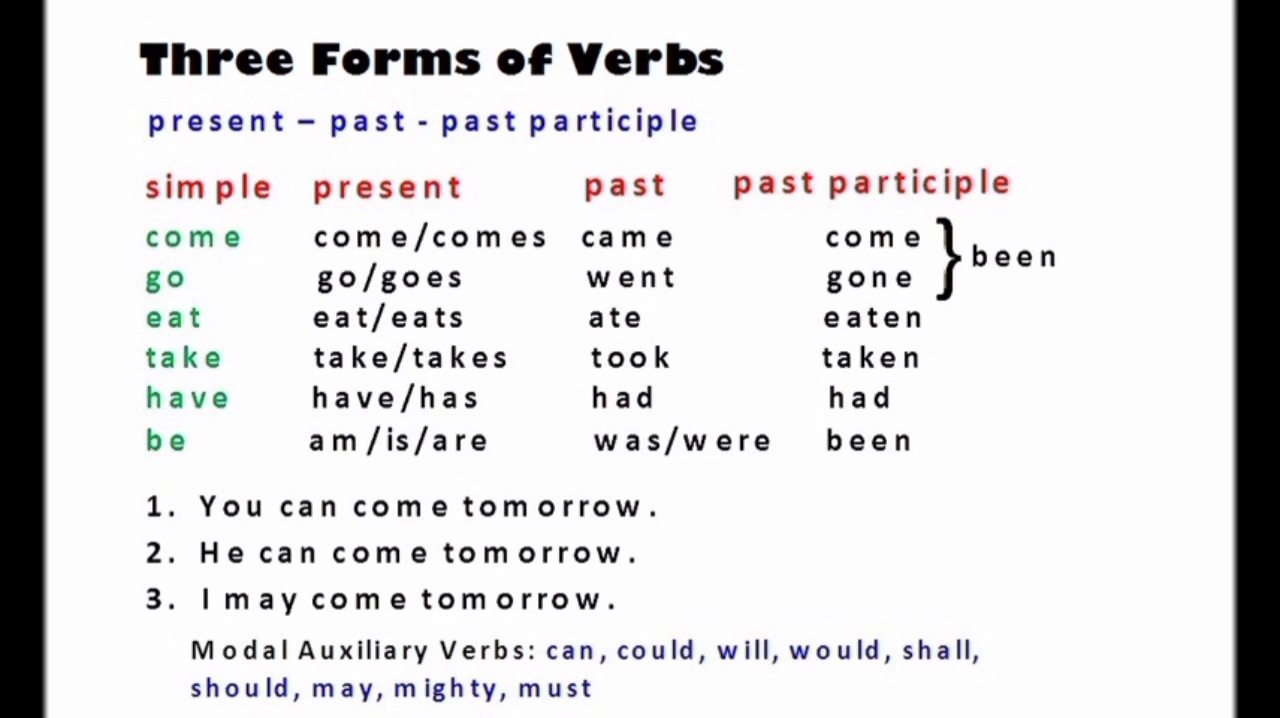 Three Forms of Verbs
present – past - past participle
simple present past past participle
come come/comes came come } been
go go/goes went gone
eat eat/eats ate eaten
take take/takes took taken
have have/has had had
be am/is/are was/were been
1. You can come tomorrow.
2. He can come tomorrow.
3. I may come tomorrow.
Modal Auxiliary Verbs: can, could, will, would, shall,
should, may, mighty, must